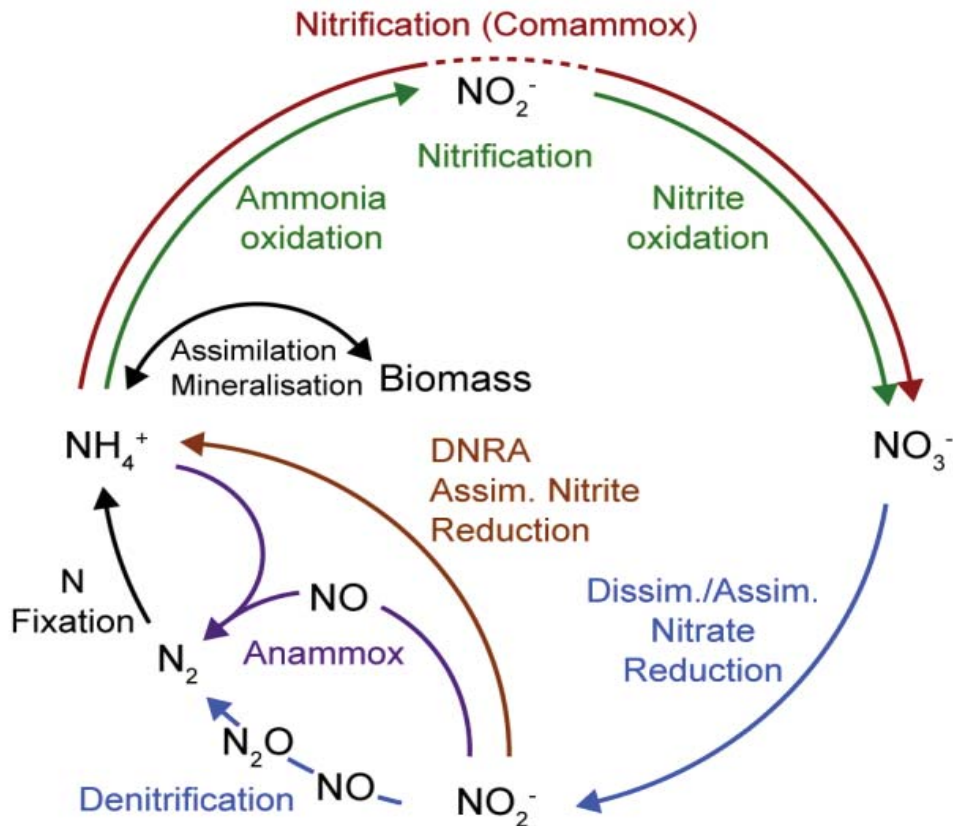 Nitrification (Comammox)
NO₂⁻
Nitrification
Ammonia
oxidation
Nitrite
oxidation
Assimilation
Mineralisation
Biomass
NH₄⁺
NO₃⁻
DNRA
Assim. Nitrite
Reduction
N
Fixation
NO
Dissim./Assim.
Nitrate
Reduction
Anammox
N₂
N₂O
NO
NO₂⁻
Denitrification